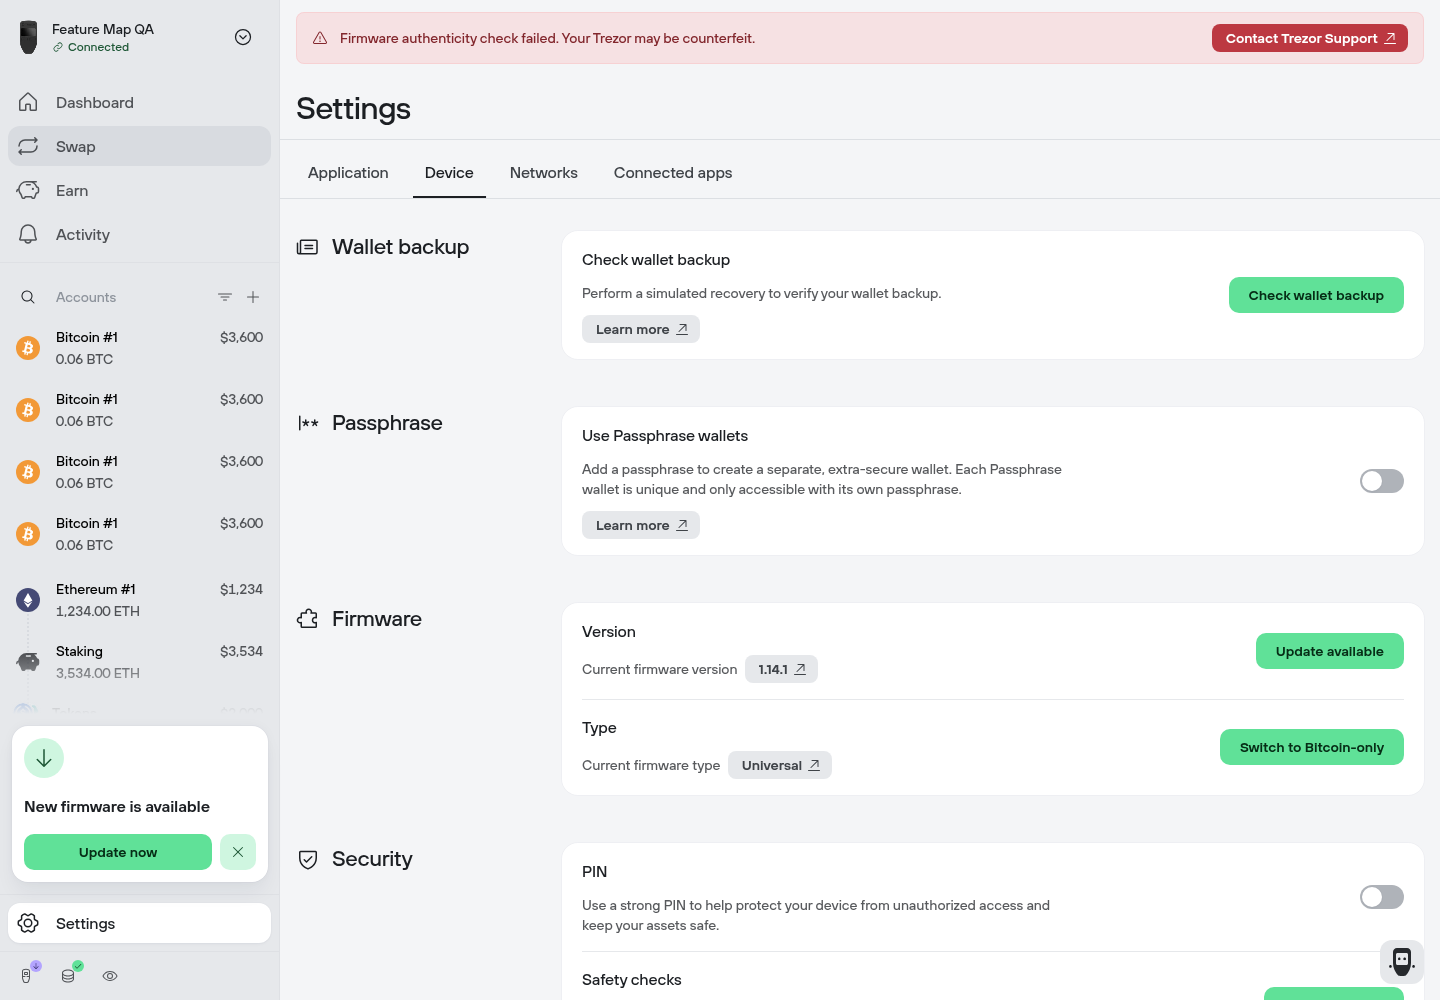 Feature Map QA
Connected
Dashboard
Swap
Earn
Activity
Accounts
Bitcoin #1
$3,600
0.06 BTC
Bitcoin #1
$3,600
0.06 BTC
Bitcoin #1
$3,600
0.06 BTC
Bitcoin #1
$3,600
0.06 BTC
Ethereum #1
$1,234
1,234.00 ETH
Staking
$3,534
3,534.00 ETH
New firmware is available
Update now
Settings
Firmware authenticity check failed. Your Trezor may be counterfeit.
Contact Trezor Support
Settings
Application
Device
Networks
Connected apps
Wallet backup
Check wallet backup
Perform a simulated recovery to verify your wallet backup.
Learn more
Check wallet backup
Passphrase
Use Passphrase wallets
Add a passphrase to create a separate, extra-secure wallet. Each Passphrase
wallet is unique and only accessible with its own passphrase.
Learn more
Firmware
Version
Current firmware version
1.14.1
Update available
Type
Current firmware type
Universal
Switch to Bitcoin-only
Security
PIN
Use a strong PIN to help protect your device from unauthorized access and
keep your assets safe.
Safety checks